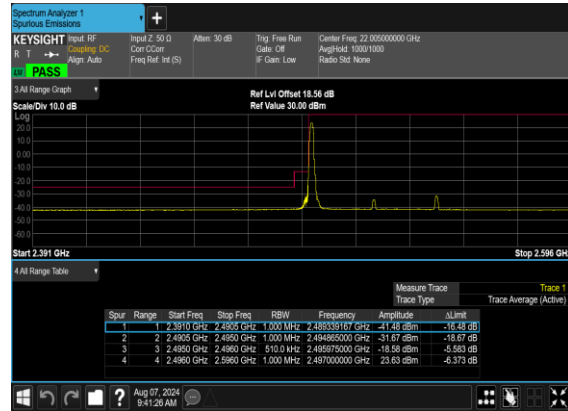 Spectrum Analyzer 1
Spurious Emissions
+
KEYSIGHT Input: RF Input Z: 50 Ω Atten: 30 dB Trig: Free Run Center Freq: 22.005000000 GHz
R T Coupling: DC Corr CCorr Gate: Off Avg|Hold: 1000/1000
Align: Auto Freq Ref: Int (S) IF Gain: Low Radio Std: None
LW PASS
3 All Range Graph
Ref Lvl Offset 18.56 dB
Scale/Div 10.0 dB Ref Value 30.00 dBm
Log
20.0
10.0
0.00
-10.0
-20.0
-30.0
-40.0
-50.0
-60.0
Start 2.391 GHz Stop 2.596 GHz
4 All Range Table
Measure Trace Trace 1
Trace Type Trace Average (Active)
Spur Range Start Freq Stop Freq RBW Frequency Amplitude ΔLimit
1 1 2.3910 GHz 2.4905 GHz 1.000 MHz 2.489339167 GHz -41.48 dBm -16.48 dB
2 2 2.4905 GHz 2.4950 GHz 1.000 MHz 2.494865000 GHz -31.67 dBm -18.67 dB
3 3 2.4950 GHz 2.4960 GHz 510.0 kHz 2.495975000 GHz -18.58 dBm -5.583 dB
4 4 2.4960 GHz 2.5960 GHz 1.000 MHz 2.497000000 GHz 23.63 dBm -6.373 dB
? Aug 07, 2024
9:41:26 AM